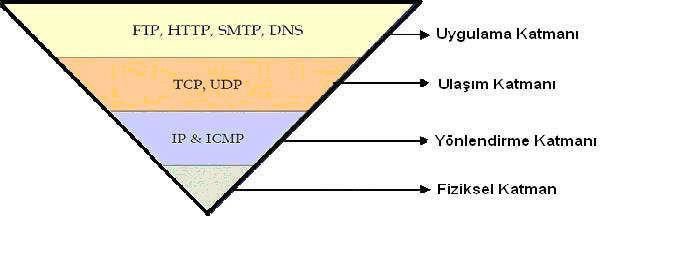 FTP, HTTP, SMTP, DNS
Uygulama Katmanı
TCP, UDP
Ulaşım Katmanı
IP & ICMP
Yönlendirme Katmanı
Fiziksel Katman